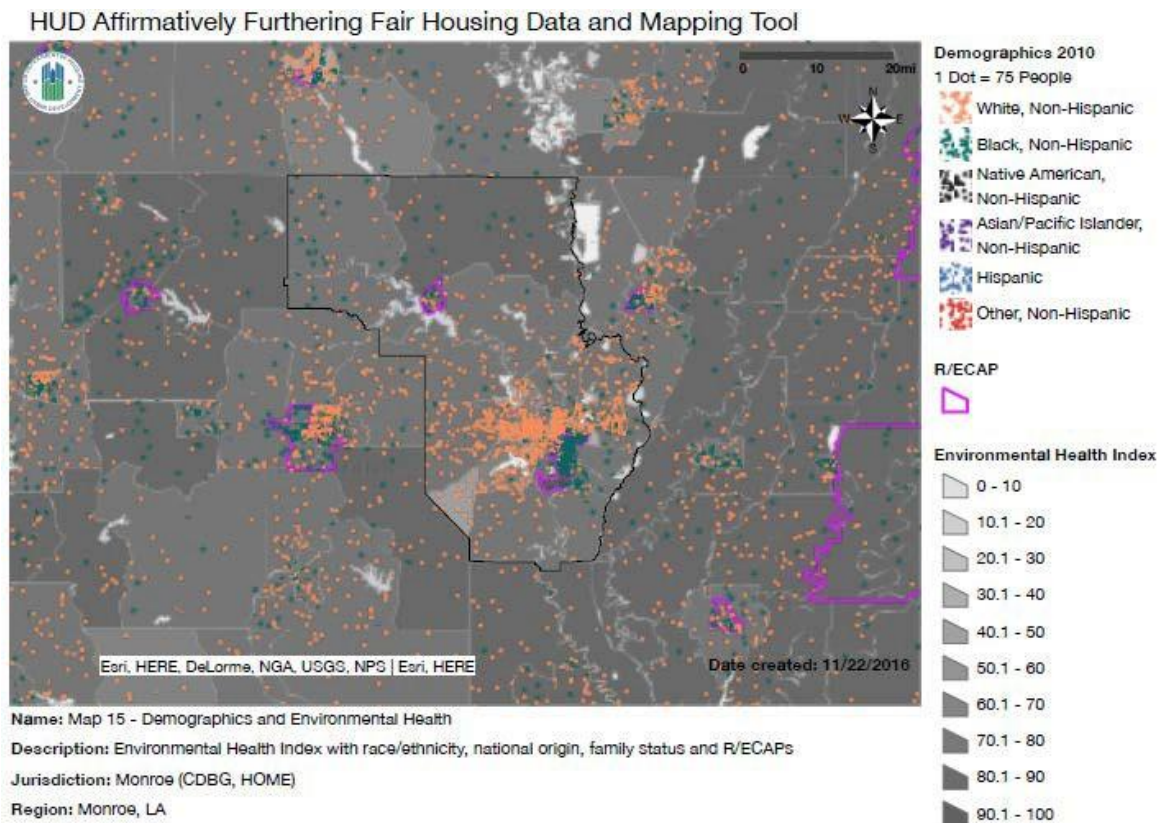 HUD Affirmatively Furthering Fair Housing Data and Mapping Tool
0 10 20mi
N
W E
S
Esri, HERE, DeLorme, NGA, USGS, NPS | Esri, HERE
Date created: 11/22/2016
Demographics 2010
1 Dot = 75 People
White, Non-Hispanic
Black, Non-Hispanic
Native American,
Non-Hispanic
Asian/Pacific Islander,
Non-Hispanic
Hispanic
Other, Non-Hispanic
R/ECAP
Environmental Health Index
0 - 10
10.1 - 20
20.1 - 30
30.1 - 40
40.1 - 50
50.1 - 60
60.1 - 70
70.1 - 80
80.1 - 90
90.1 - 100
Name: Map 15 - Demographics and Environmental Health
Description: Environmental Health Index with race/ethnicity, national origin, family status and R/ECAPs
Jurisdiction: Monroe (CDBG, HOME)
Region: Monroe, LA